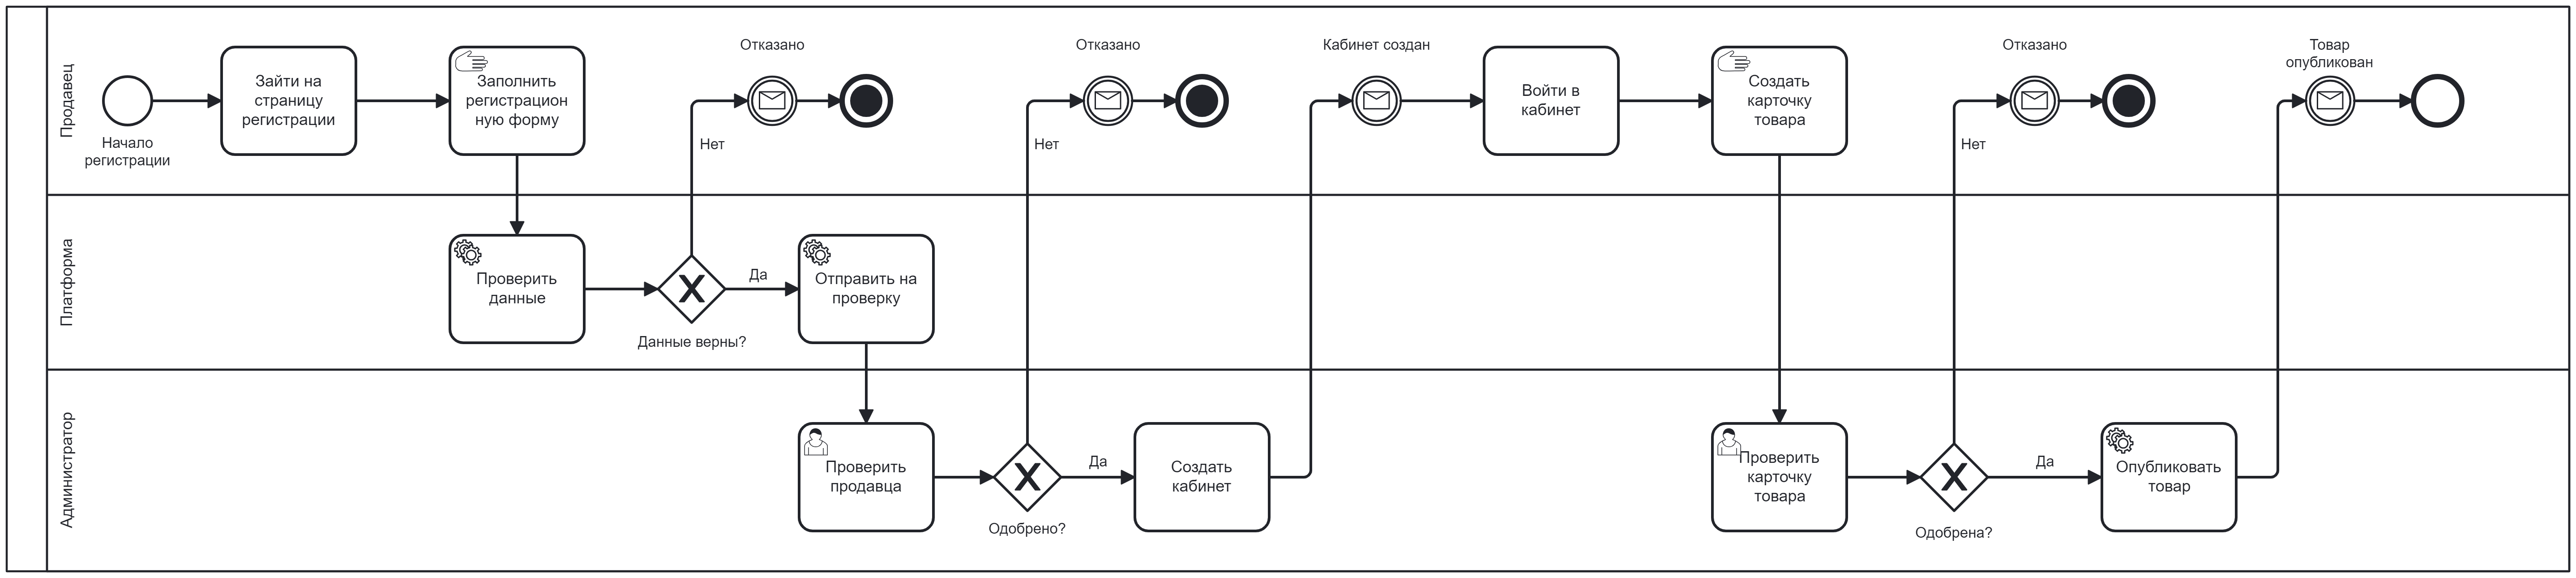 Продавец
Начало
регистрации
Зайти на
страницу
регистрации
Заполнить
регистрацион
ную форму
Отказано
Нет
Отказано
Нет
Кабинет создан
Войти в
кабинет
Создать
карточку
товара
Отказано
Нет
Товар
опубликован
Платформа
Проверить
данные
Данные верны?
Да
Отправить на
проверку
Администратор
Проверить
продавца
Одобрено?
Да
Создать
кабинет
Проверить
карточку
товара
Одобрена?
Да
Опубликовать
товар